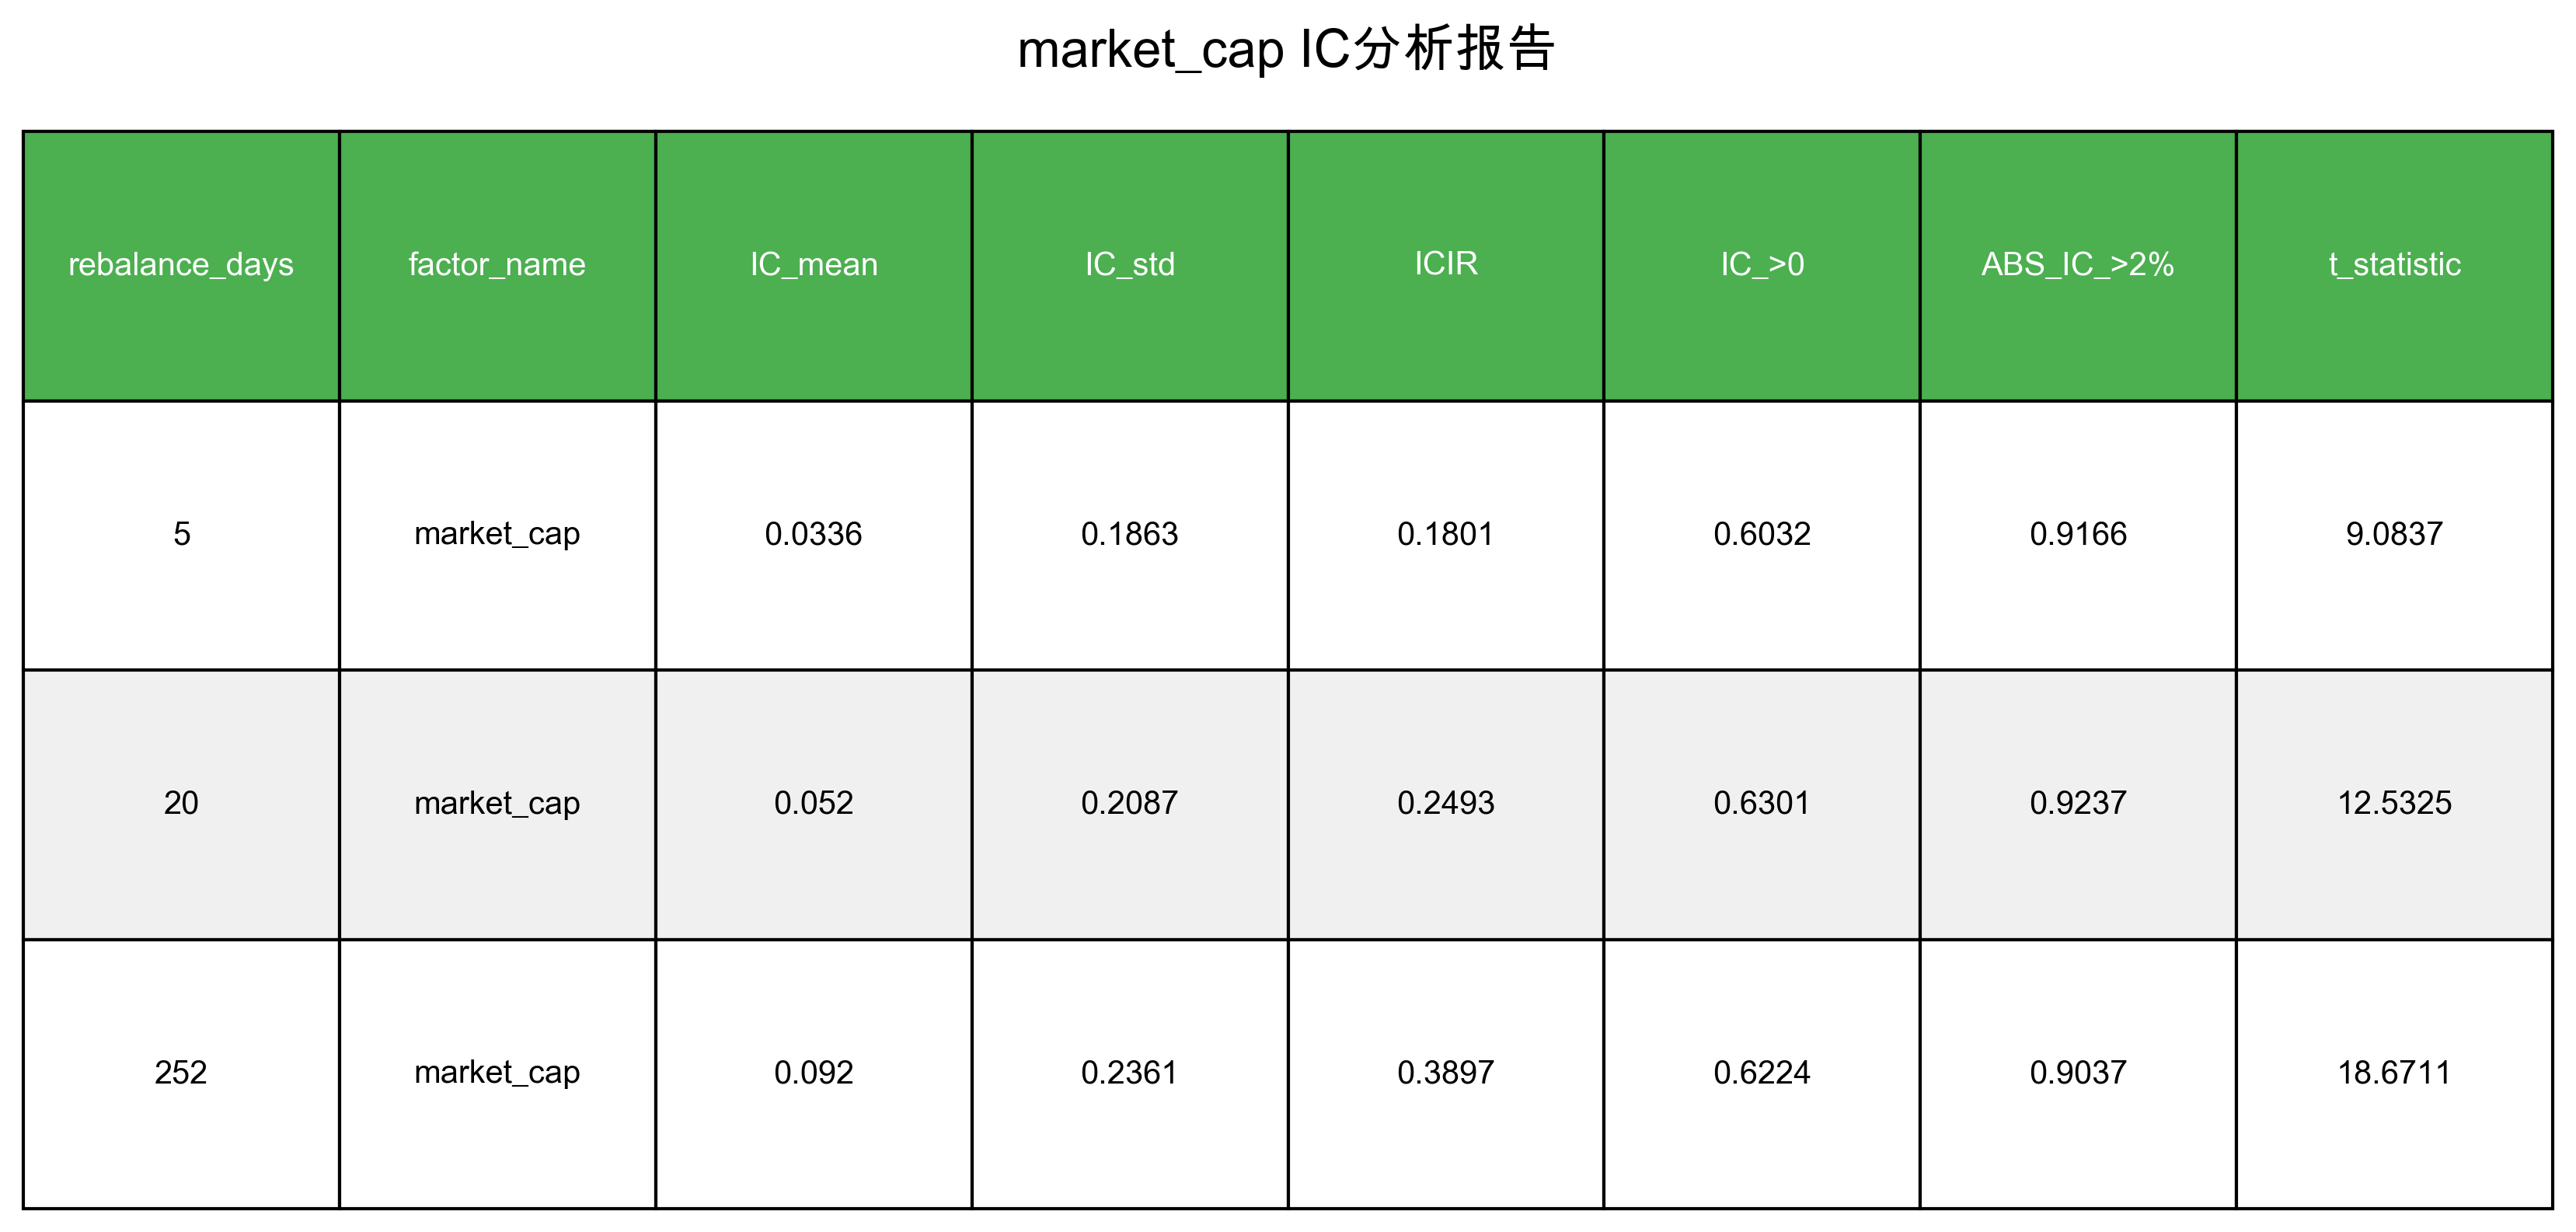 market_cap IC分析报告
rebalance_days factor_name IC_mean IC_std ICIR IC_>0 ABS_IC_>2% t_statistic
5 market_cap 0.0336 0.1863 0.1801 0.6032 0.9166 9.0837
20 market_cap 0.052 0.2087 0.2493 0.6301 0.9237 12.5325
252 market_cap 0.092 0.2361 0.3897 0.6224 0.9037 18.6711